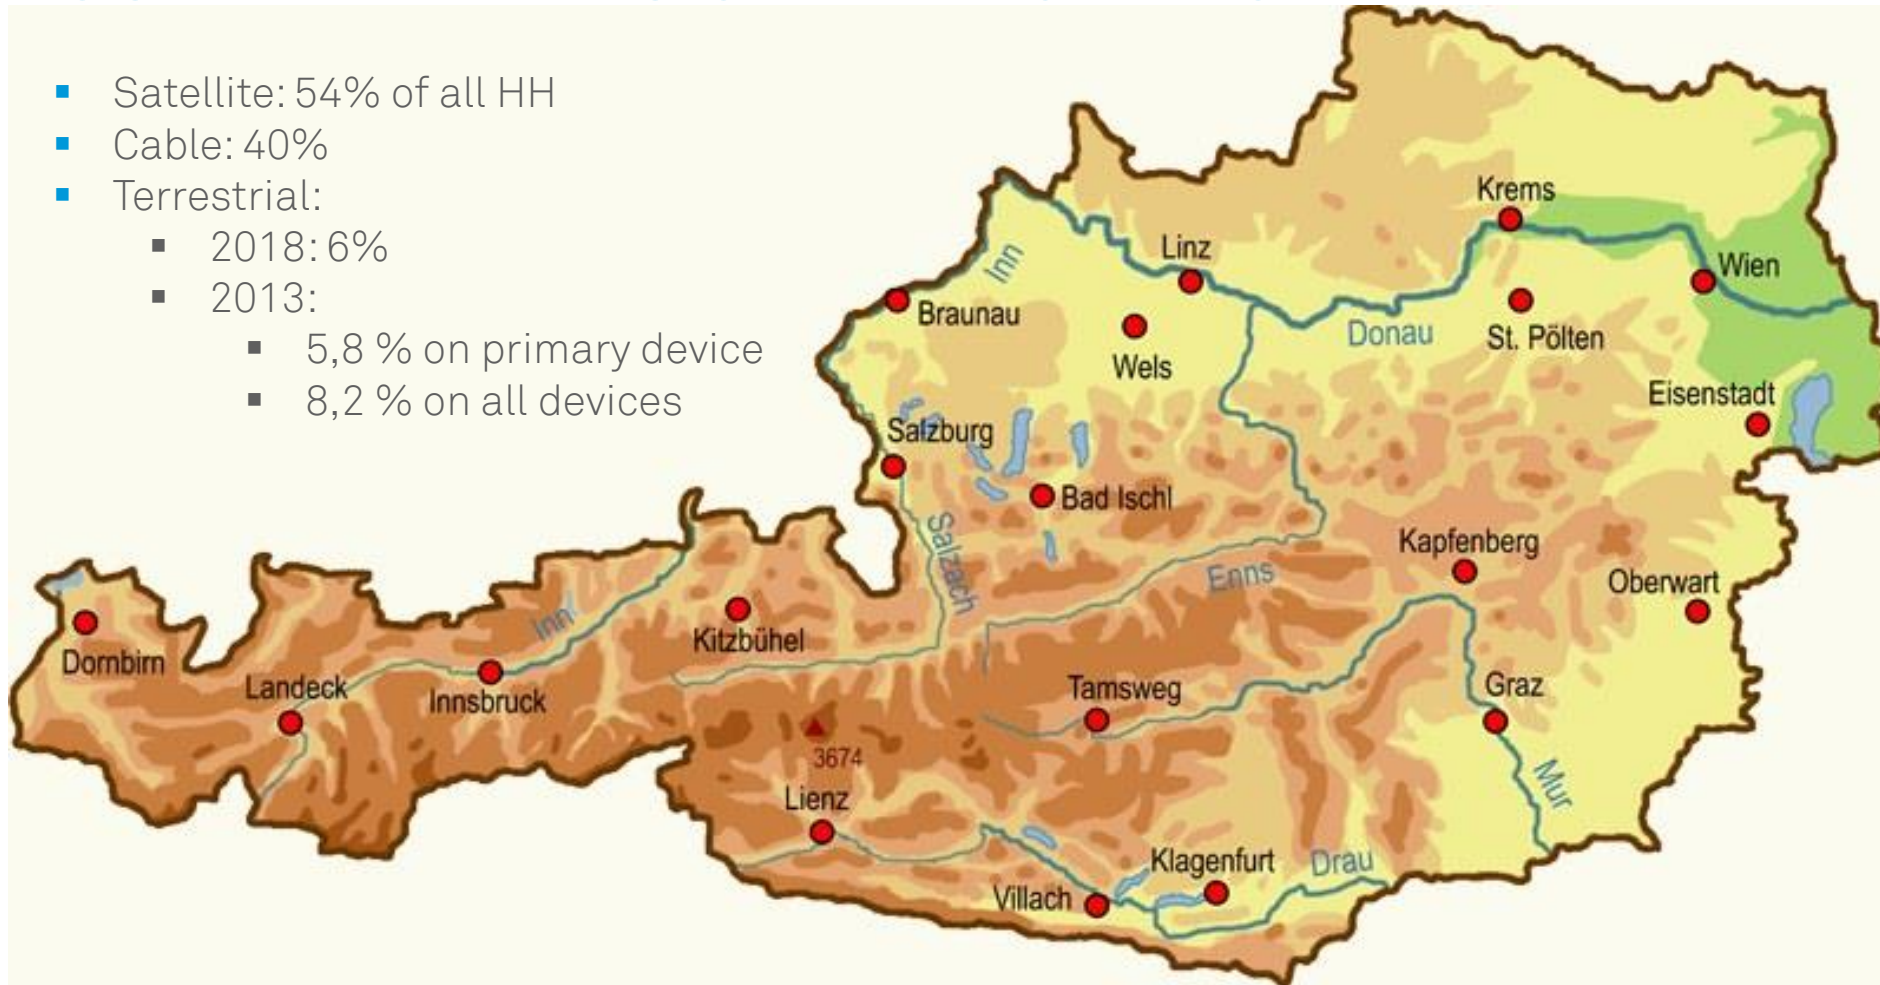 Satellite: 54% of all HH
Cable: 40%
Terrestrial:
2018: 6%
2013:
5,8 % on primary device
8,2 % on all devices
Krems
Linz
Wien
Inn
Braunau
Donau
St. Pölten
Wels
Eisenstadt
Salzburg
Bad Ischl
Salzach
Kapfenberg
Enns
Oberwart
Inn
Kitzbühel
Dornbirn
Landeck
Innsbruck
Tamsweg
Graz
3674
Mur
Lienz
Klagenfurt
Drau
Villach